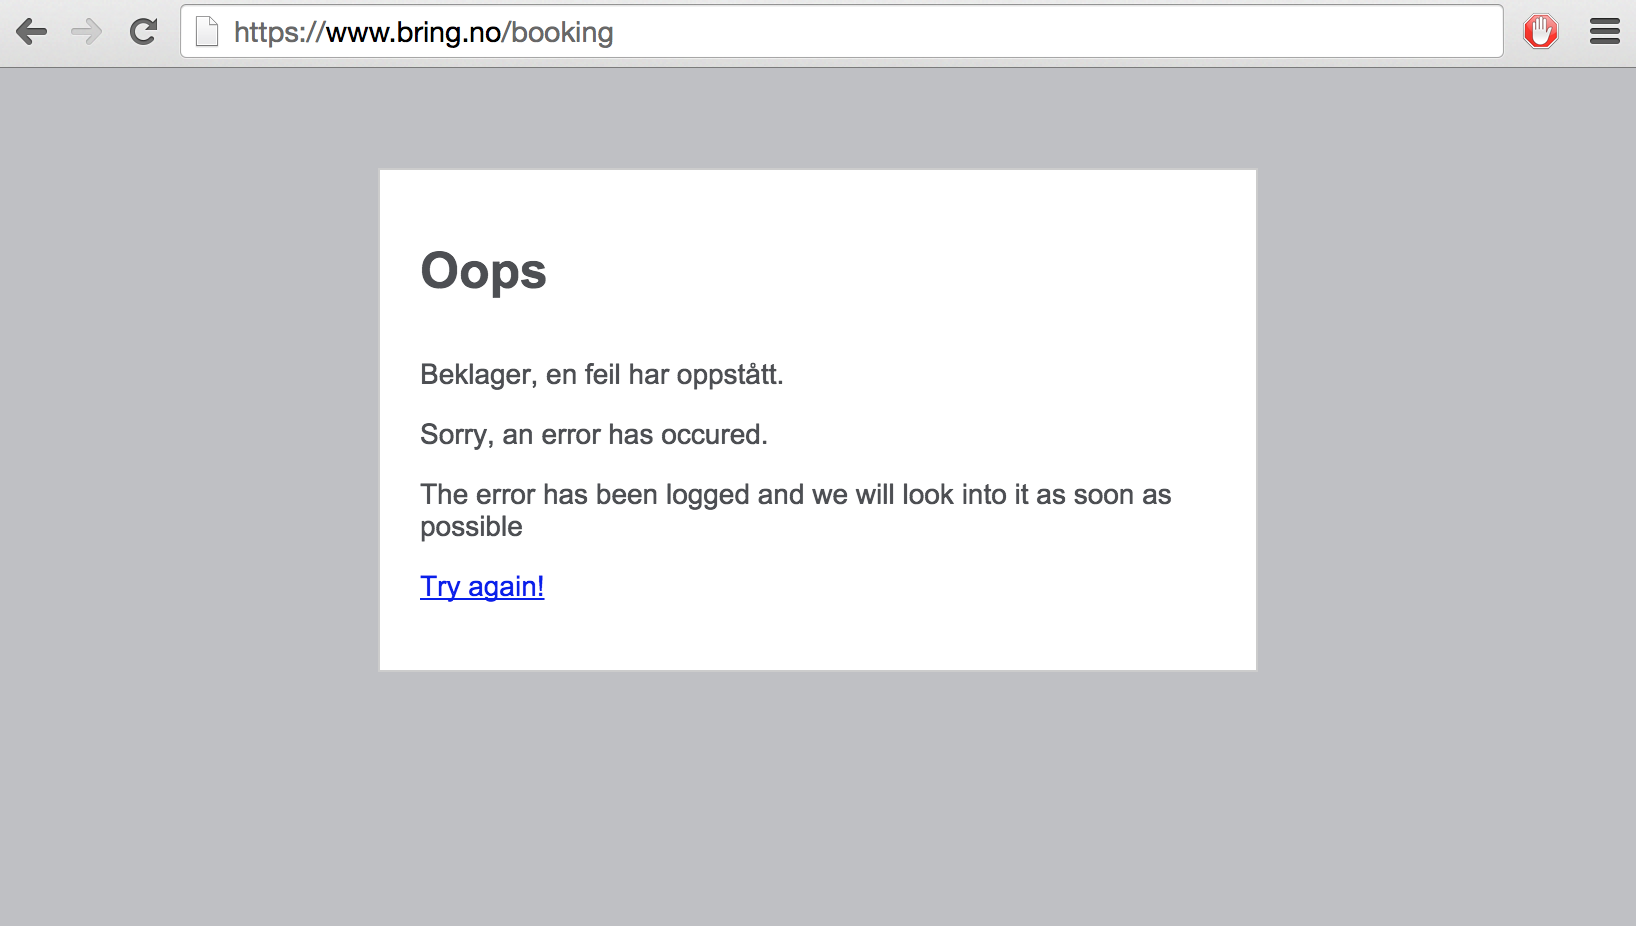 https://www.bring.no/booking
Oops
Beklager, en feil har oppstått.
Sorry, an error has occured.
The error has been logged and we will look into it as soon as
possible
Try again!